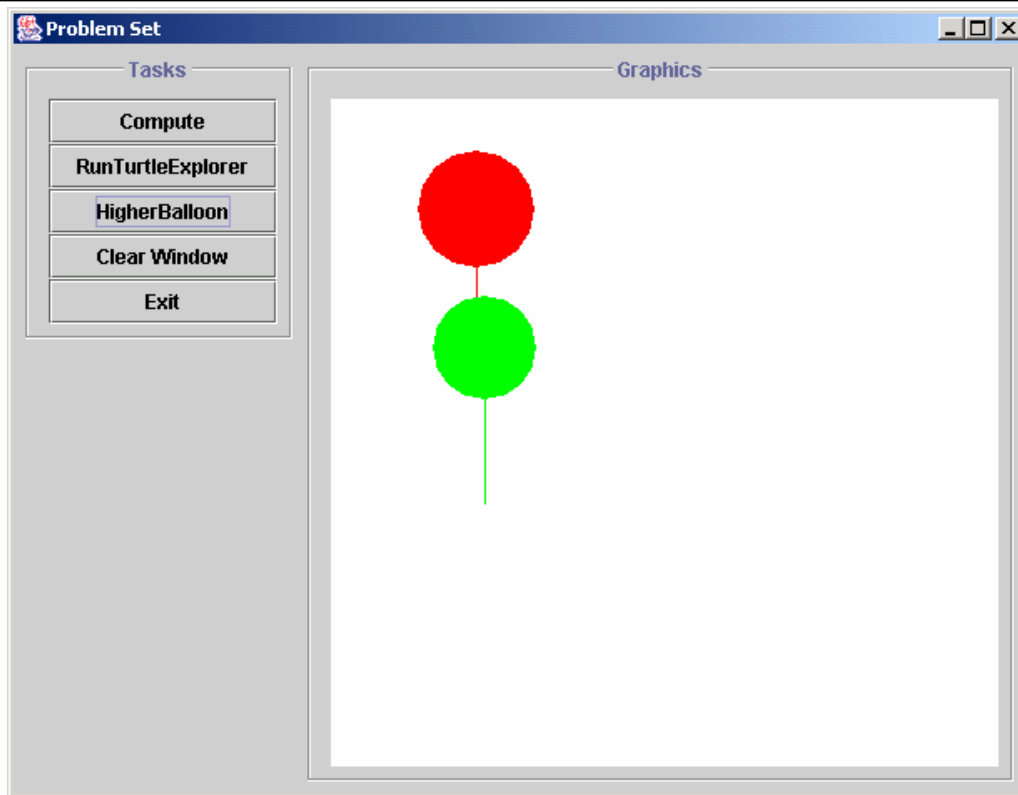 Problem Set
Tasks
Graphics
Compute
RunTurtleExplorer
HigherBalloon
Clear Window
Exit